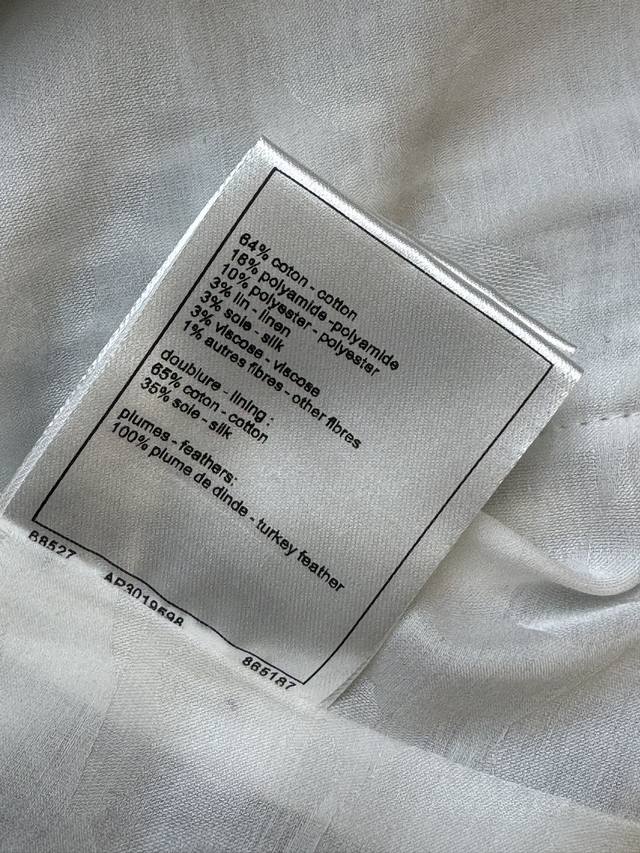 64% coton - cotton
18% polyamide -polyamide
10% polyester - polyester
3% lin - linen
3% soie - silk
3% viscose - viscose
1% autres fibres - other fibres
doublure - lining :
65% coton - cotton
35% soie - silk
plumes - feathers:
100% plume de dinde - turkey feather
68527 AP3019598 865187